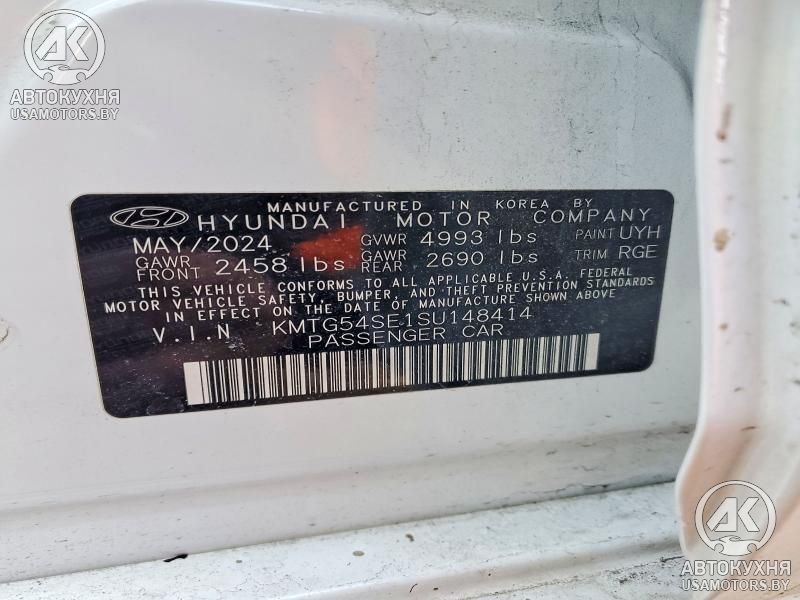 AK
АВТОКУХНЯ
USAMOTORS.BY
MANUFACTURED IN KOREA BY
HYUNDAI MOTOR COMPANY
MAY/2024 GVWR 4993 lbs PAINT UYH
GAWR FRONT 2458 lbs GAWR REAR 2690 lbs TRIM RGE
THIS VEHICLE CONFORMS TO ALL APPLICABLE U.S.A. FEDERAL
MOTOR VEHICLE SAFETY, BUMPER, AND THEFT PREVENTION STANDARDS
IN EFFECT ON THE DATE OF MANUFACTURE SHOWN ABOVE.
V.I.N KMTG54SE1SU148414
PASSENGER CAR
AK
АВТОКУХНЯ
USAMOTORS.BY